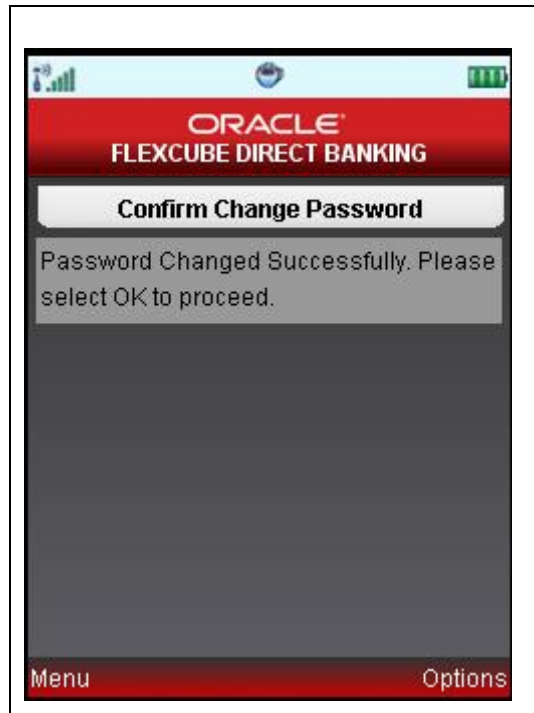 ORACLE
FLEXCUBE DIRECT BANKING
Confirm Change Password
Password Changed Successfully. Please
select OK to proceed.
Menu Options